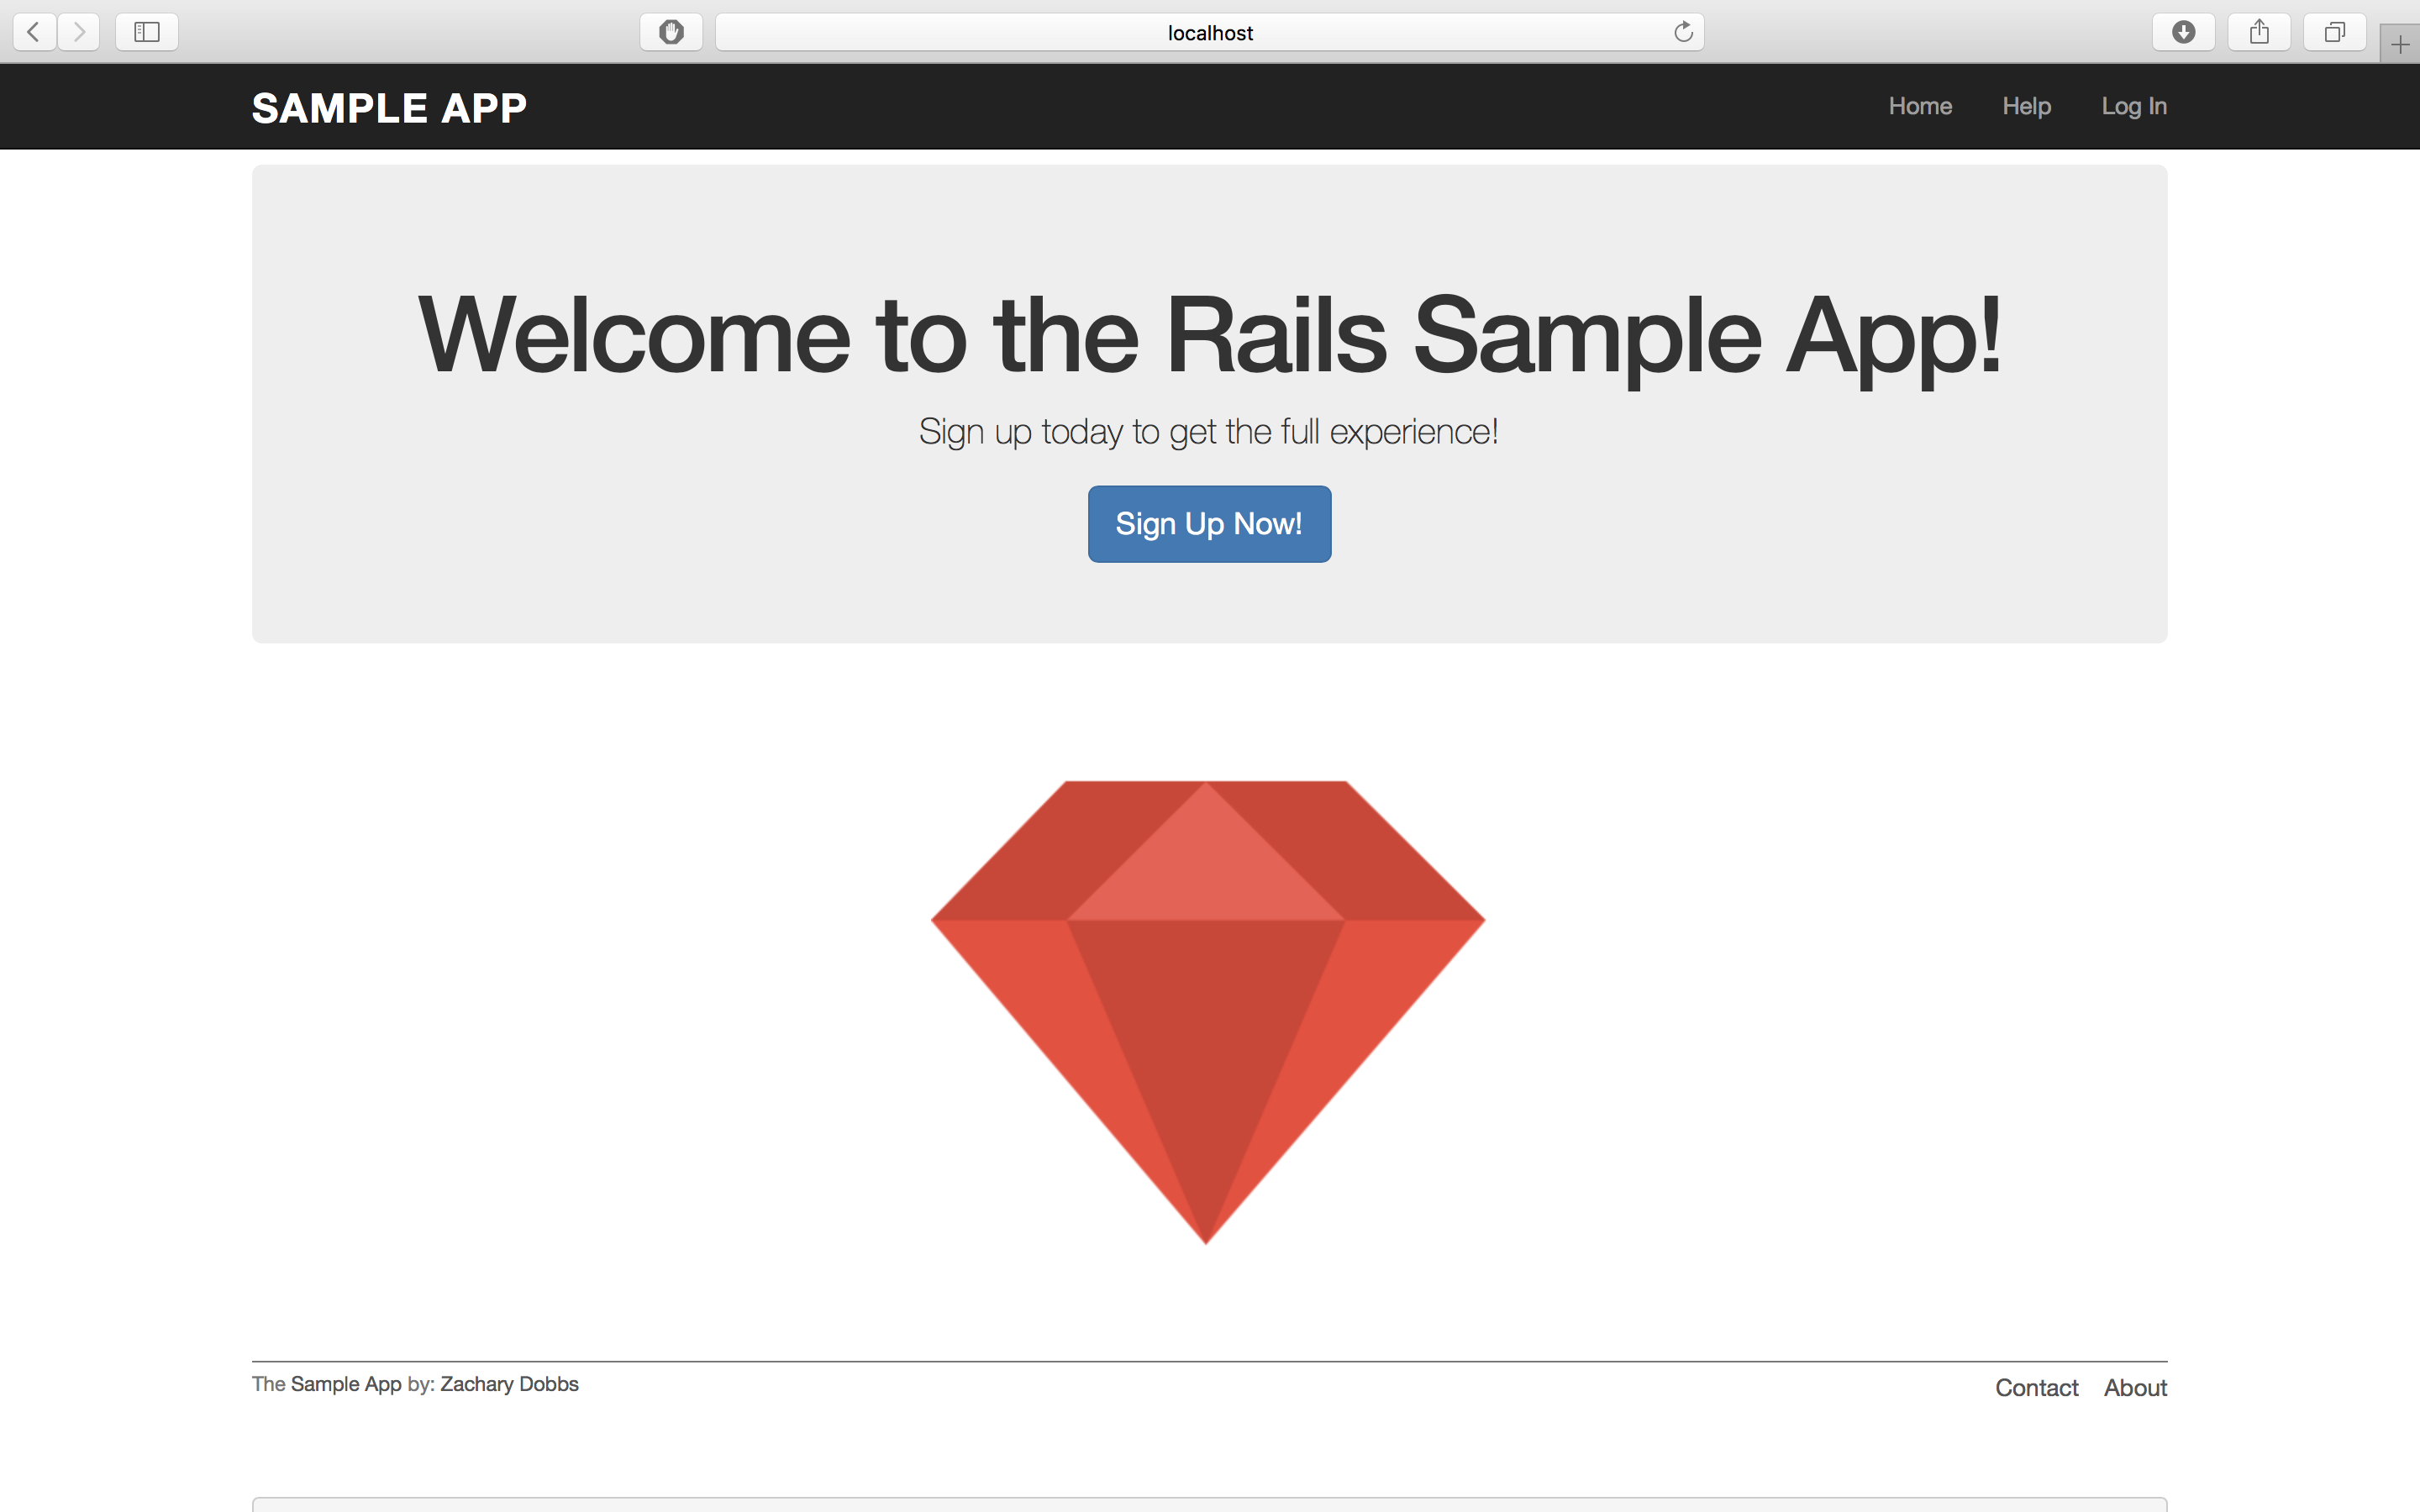 localhost
SAMPLE APP
Home Help Log In
Welcome to the Rails Sample App!
Sign up today to get the full experience!
Sign Up Now!
The Sample App by: Zachary Dobbs
Contact About